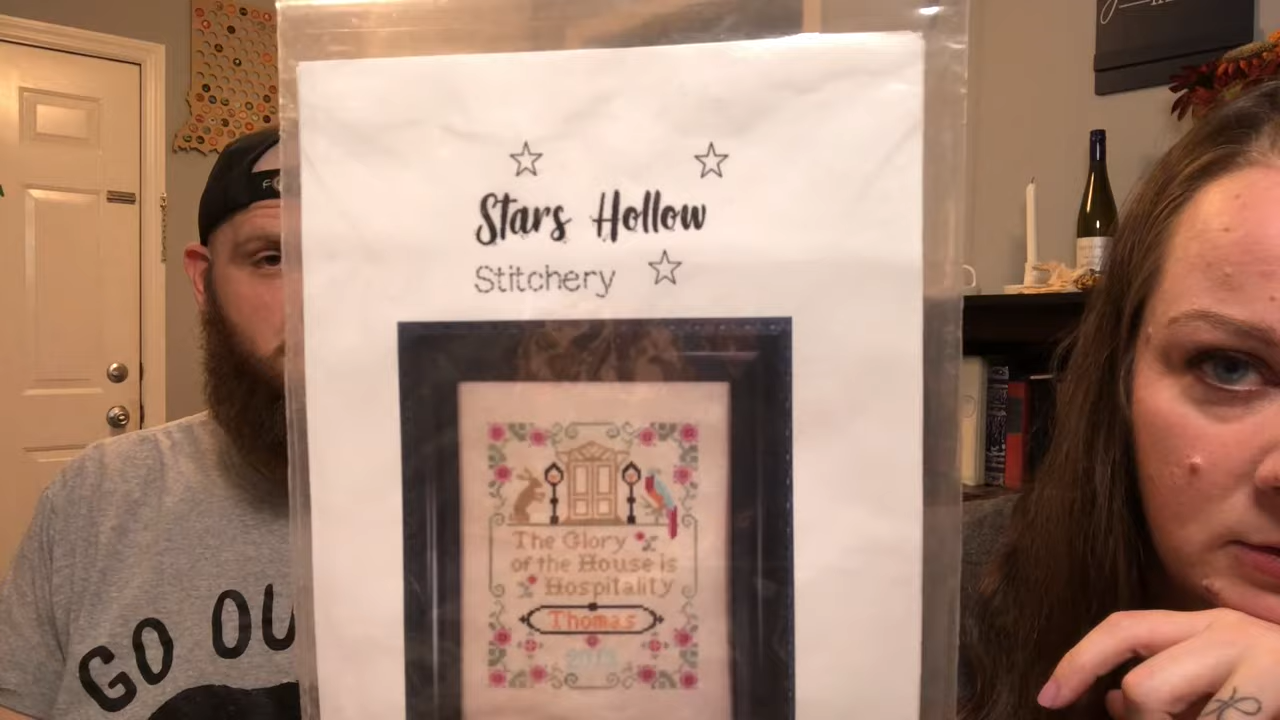 Stars Hollow
Stitchery
The Glory
of the House is
Hospitality
Thomas
GO OU